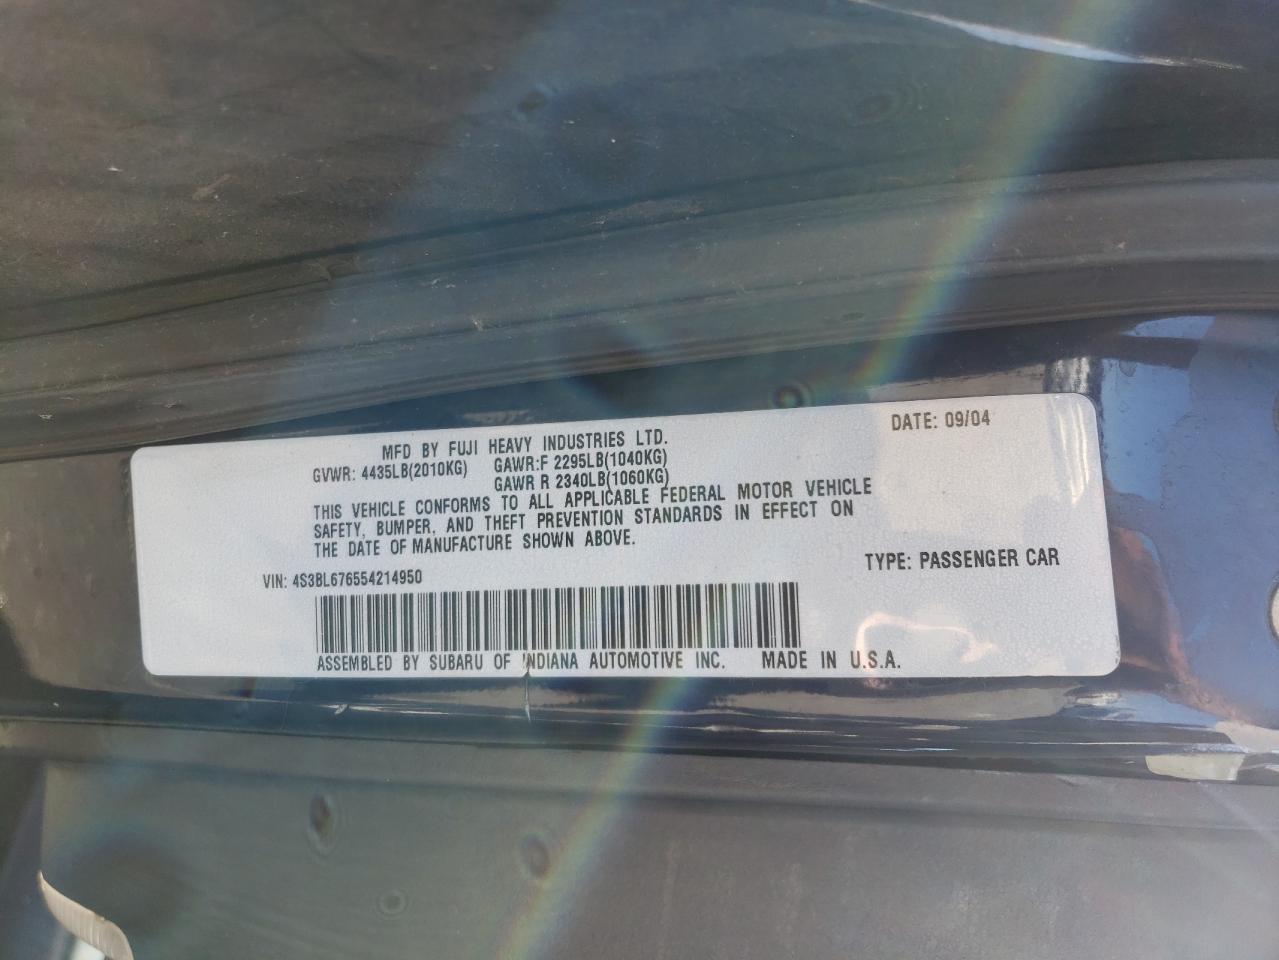 MFD BY FUJI HEAVY INDUSTRIES LTD. DATE: 09/04
GVWR: 4435LB(2010KG) GAWR:F 2295LB(1040KG)
GAWR R 2340LB(1060KG)
THIS VEHICLE CONFORMS TO ALL APPLICABLE FEDERAL MOTOR VEHICLE
SAFETY, BUMPER, AND THEFT PREVENTION STANDARDS IN EFFECT ON
THE DATE OF MANUFACTURE SHOWN ABOVE.
VIN: 4S3BL676554214950 TYPE: PASSENGER CAR
ASSEMBLED BY SUBARU OF INDIANA AUTOMOTIVE INC. MADE IN U.S.A.